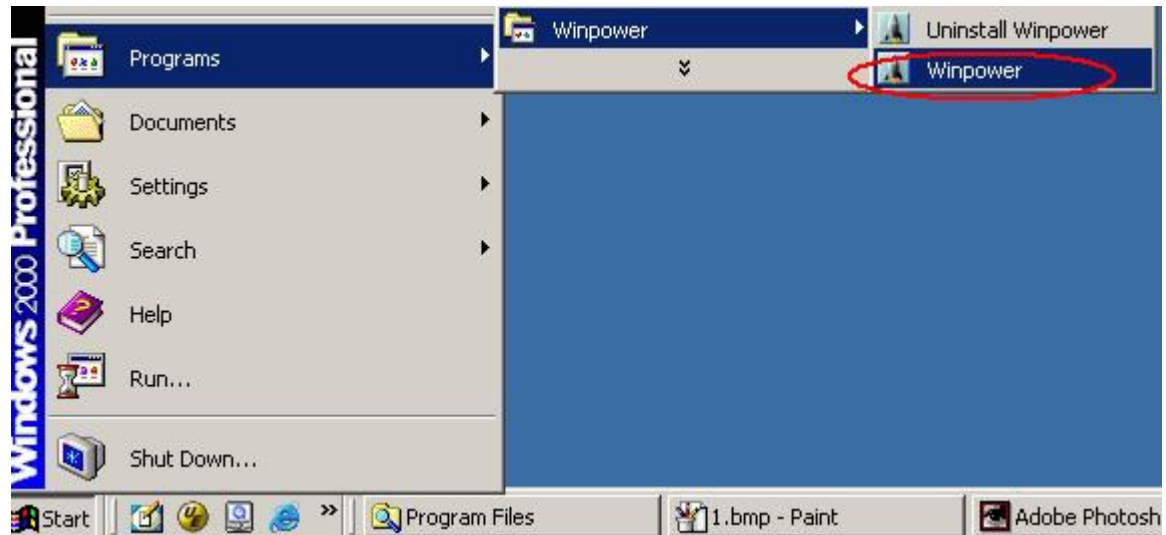 Windows 2000 Professional
Programs
Documents
Settings
Search
Help
Run...
Shut Down...
Winpower
Uninstall Winpower
Winpower
Start
Program Files
1.bmp - Paint
Adobe Photosh